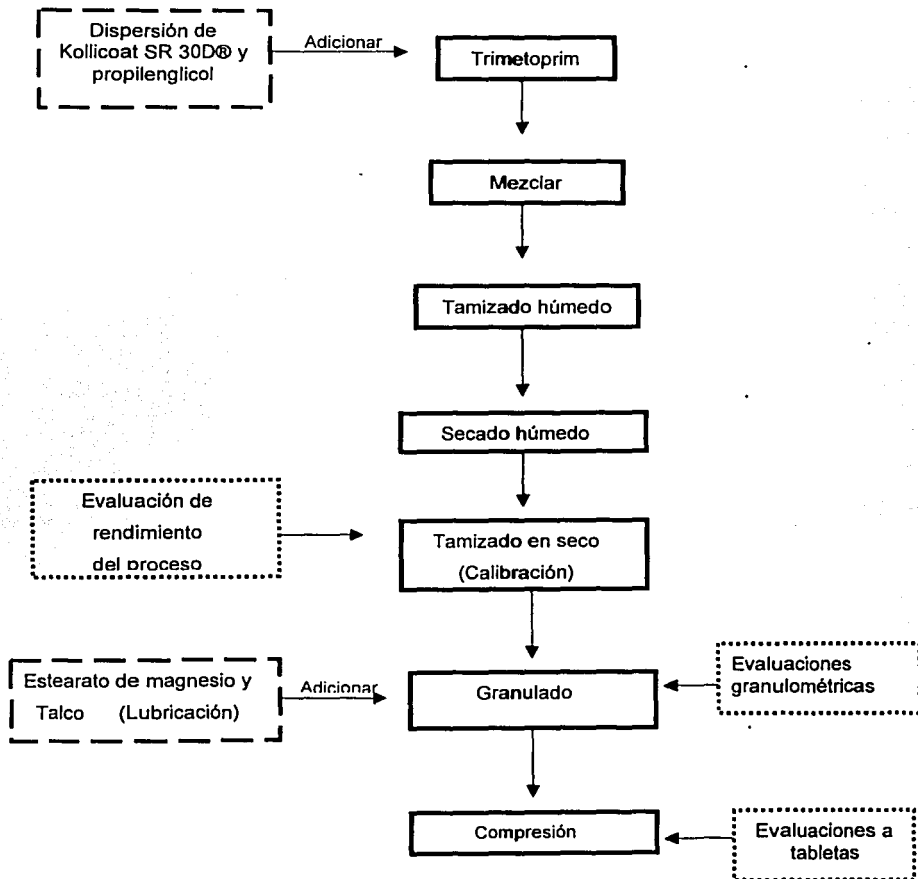 Dispersión de
Kollicoat SR 30D® y
propilenglicol
Adicionar
Trimetoprim
Mezclar
Tamizado húmedo
Secado húmedo
Evaluación de
rendimiento
del proceso
Tamizado en seco
(Calibración)
Estearato de magnesio y
Talco (Lubricación)
Adicionar
Granulado
Evaluaciones
granulométricas
Compresión
Evaluaciones a
tabletas